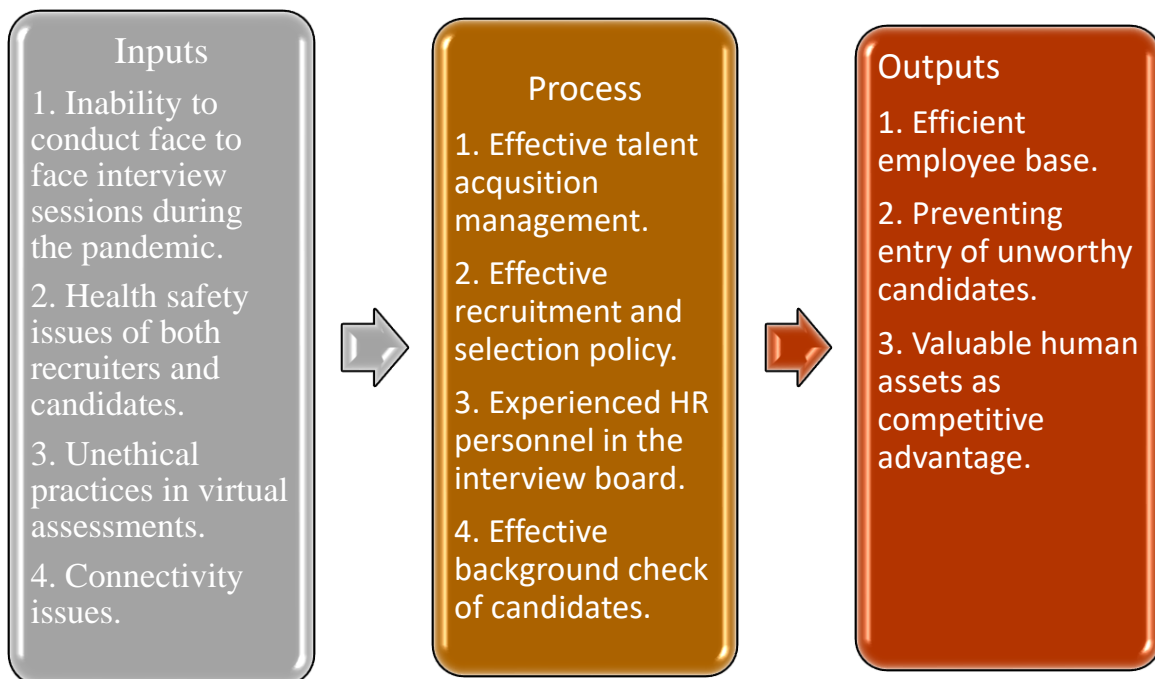 Inputs
1. Inability to
conduct face to
face interview
sessions during
the pandemic.
2. Health safety
issues of both
recruiters and
candidates.
3. Unethical
practices in virtual
assessments.
4. Connectivity
issues.
Process
1. Effective talent
acqusition
management.
2. Effective
recruitment and
selection policy.
3. Experienced HR
personnel in the
interview board.
4. Effective
background check
of candidates.
Outputs
1. Efficient
employee base.
2. Preventing
entry of unworthy
candidates.
3. Valuable human
assets as
competitive
advantage.